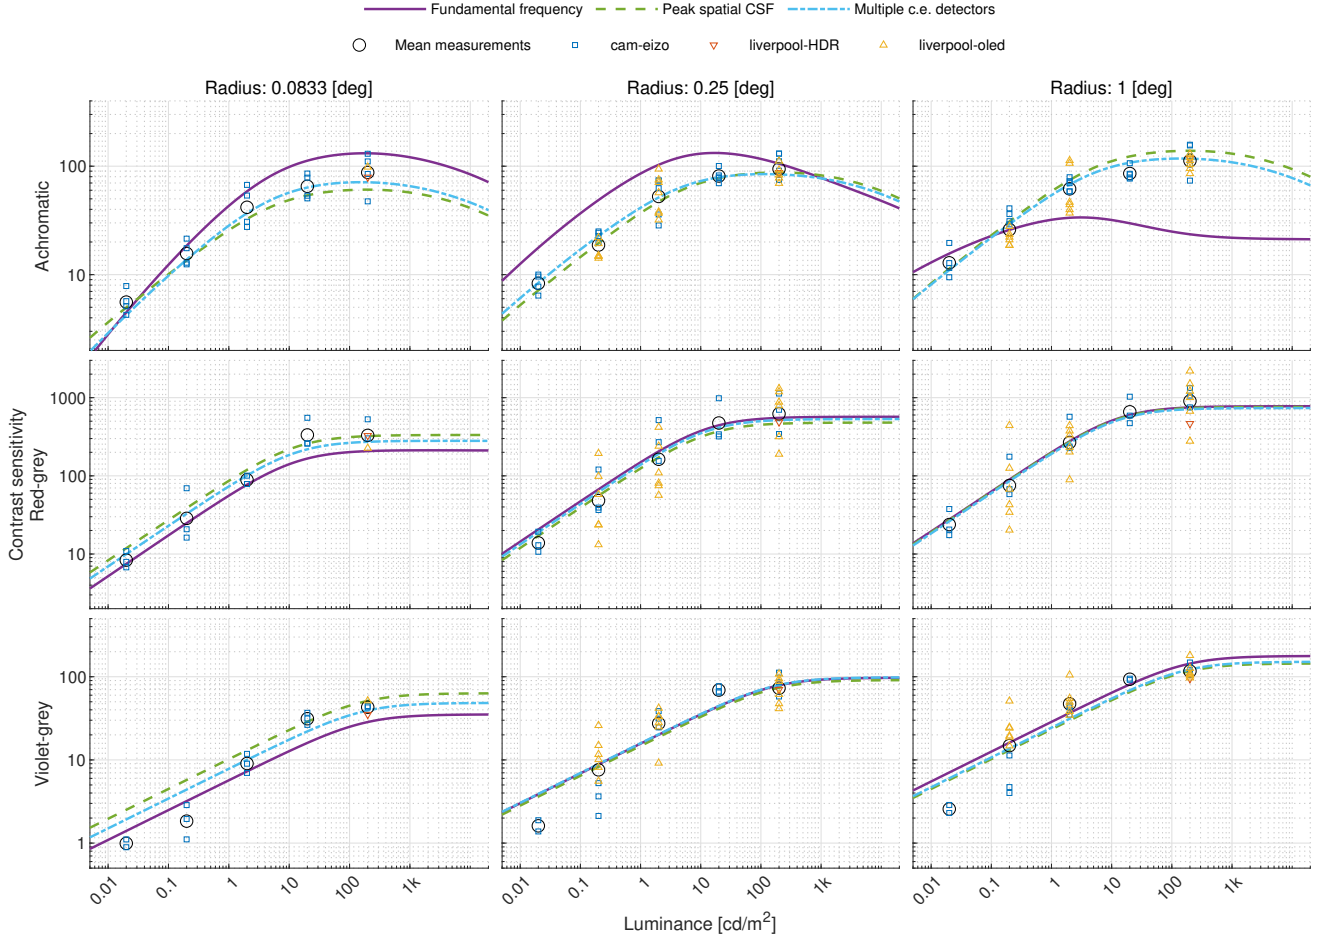 Fundamental frequency Peak spatial CSF Multiple c.e. detectors
Mean measurements cam-eizo liverpool-HDR liverpool-oled
Radius: 0.0833 [deg] Radius: 0.25 [deg] Radius: 1 [deg]
Contrast sensitivity
Achromatic
100
10
Red-grey
1000
100
10
Violet-grey
100
10
1
0.01 0.1 1 10 100 1k 0.01 0.1 1 10 100 1k 0.01 0.1 1 10 100 1k
Luminance [cd/m²]